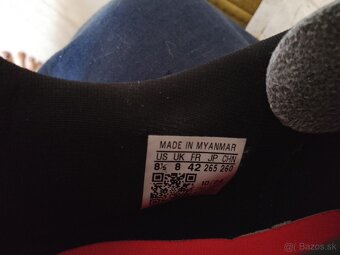 MADE IN MYANMAR
US UK FR JP CHN
8½ 8 42 265 260
Bazos.sk